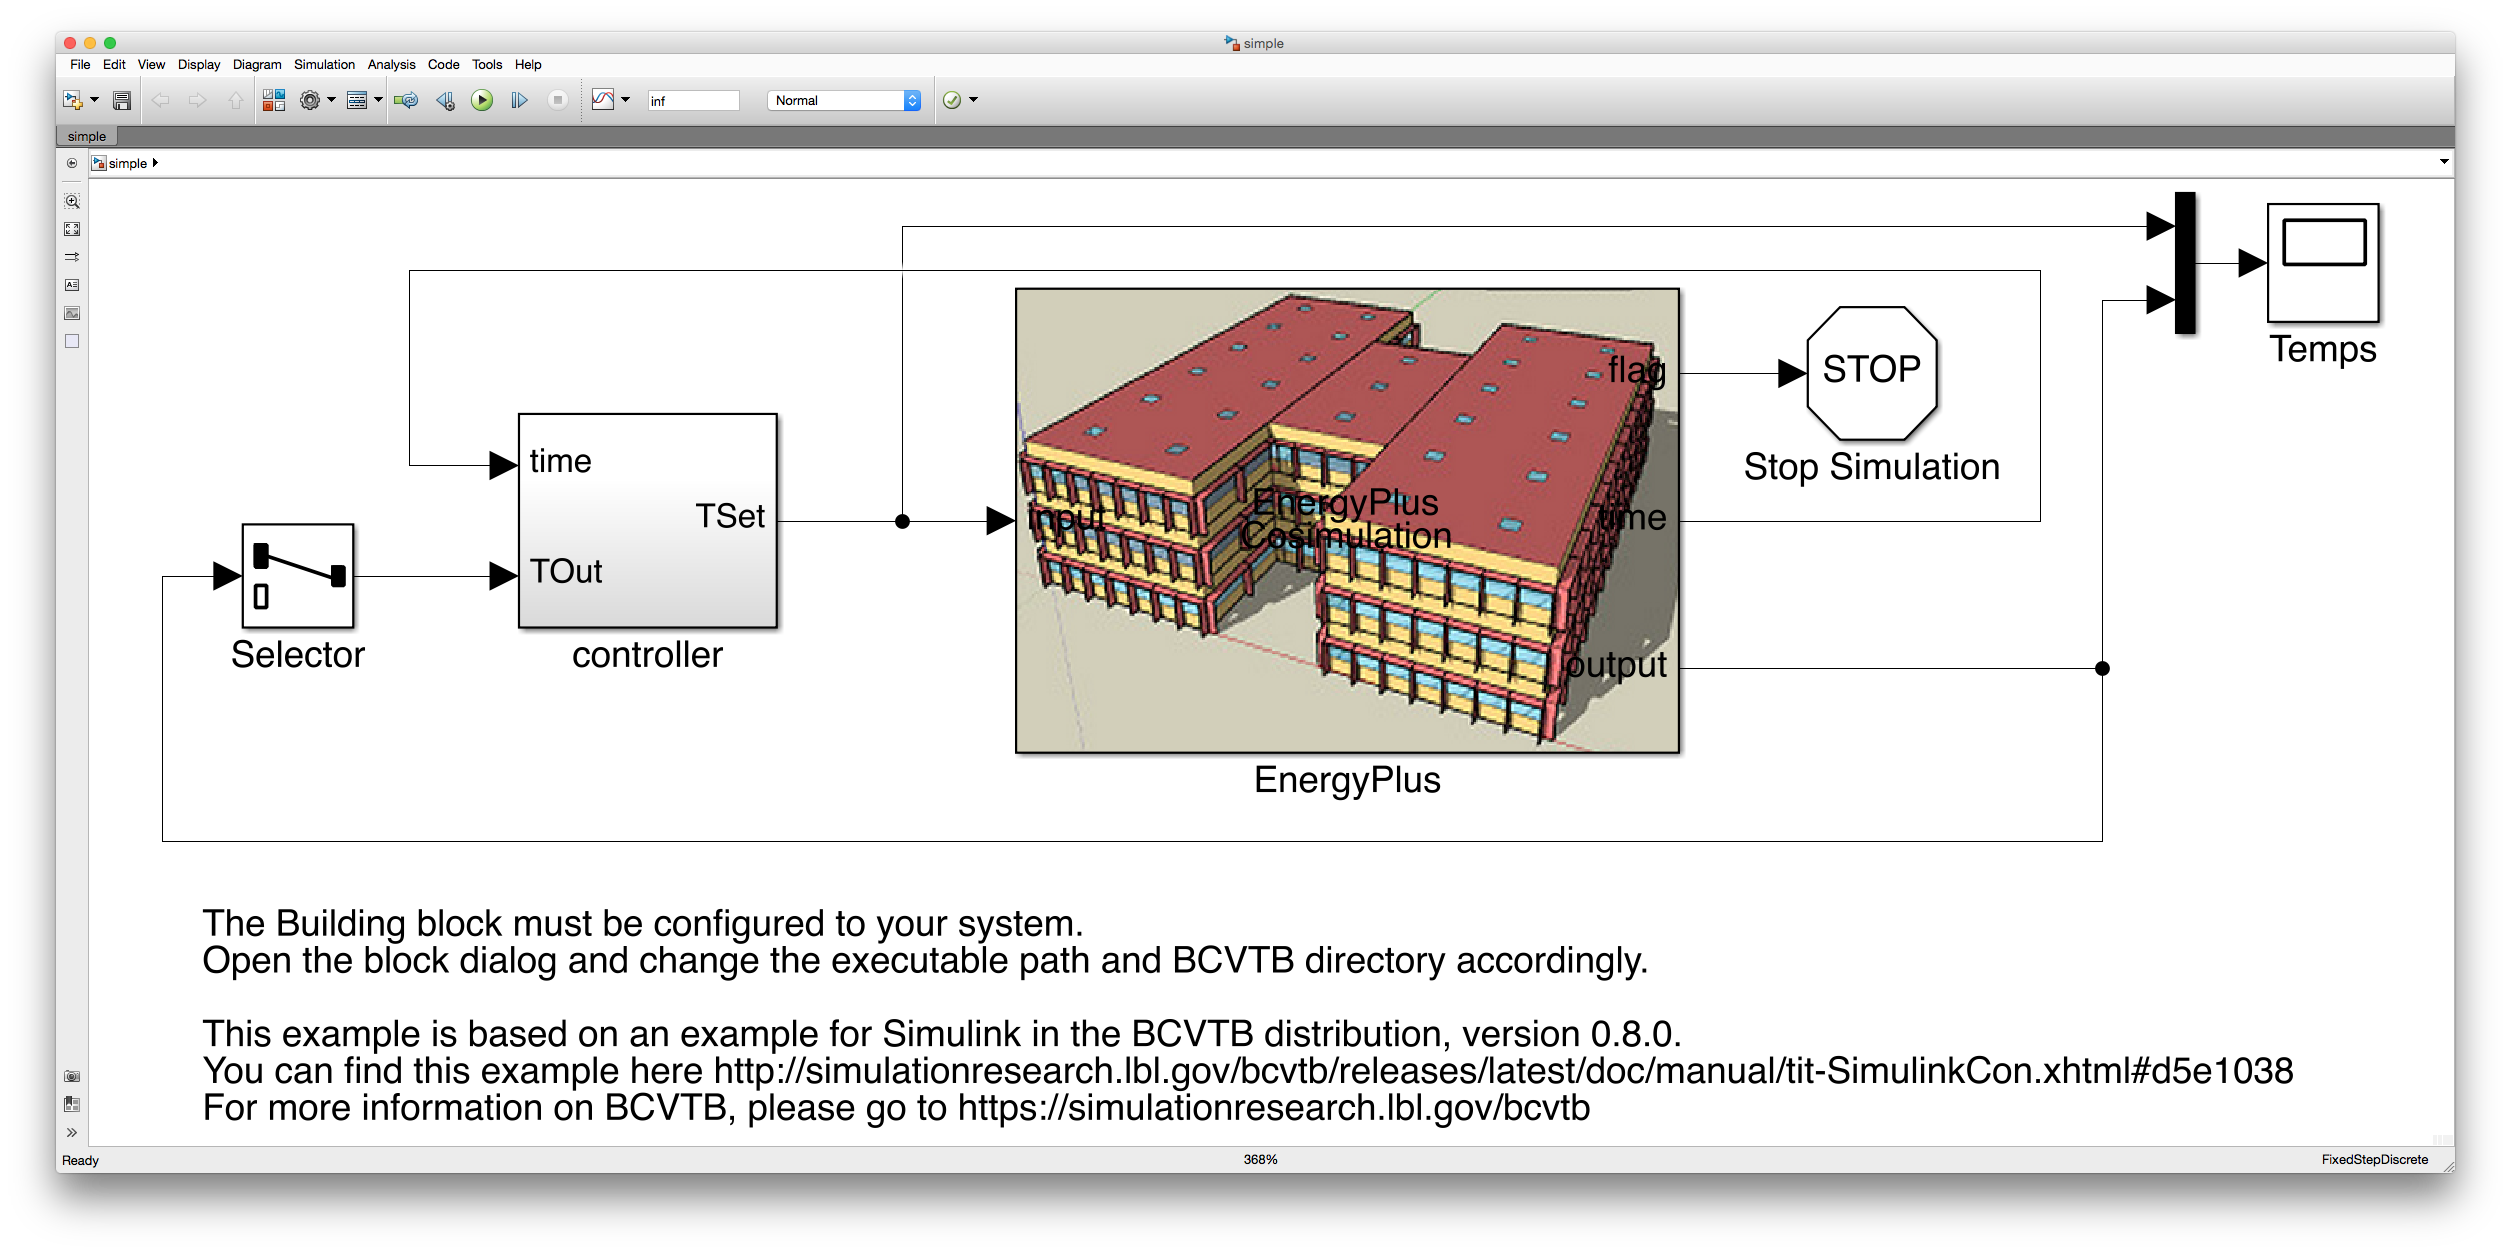 simple
File Edit View Display Diagram Simulation Analysis Code Tools Help
inf
Normal
simple
simple
flag
STOP
Temps
Stop Simulation
time
TSet
TOut
input
EnergyPlus
Cosimulation
time
output
Selector
controller
EnergyPlus
The Building block must be configured to your system.
Open the block dialog and change the executable path and BCVTB directory accordingly.
This example is based on an example for Simulink in the BCVTB distribution, version 0.8.0.
You can find this example here http://simulationresearch.lbl.gov/bcvtb/releases/latest/doc/manual/tit-SimulinkCon.xhtml#d5e1038
For more information on BCVTB, please go to https://simulationresearch.lbl.gov/bcvtb
Ready
368%
FixedStepDiscrete